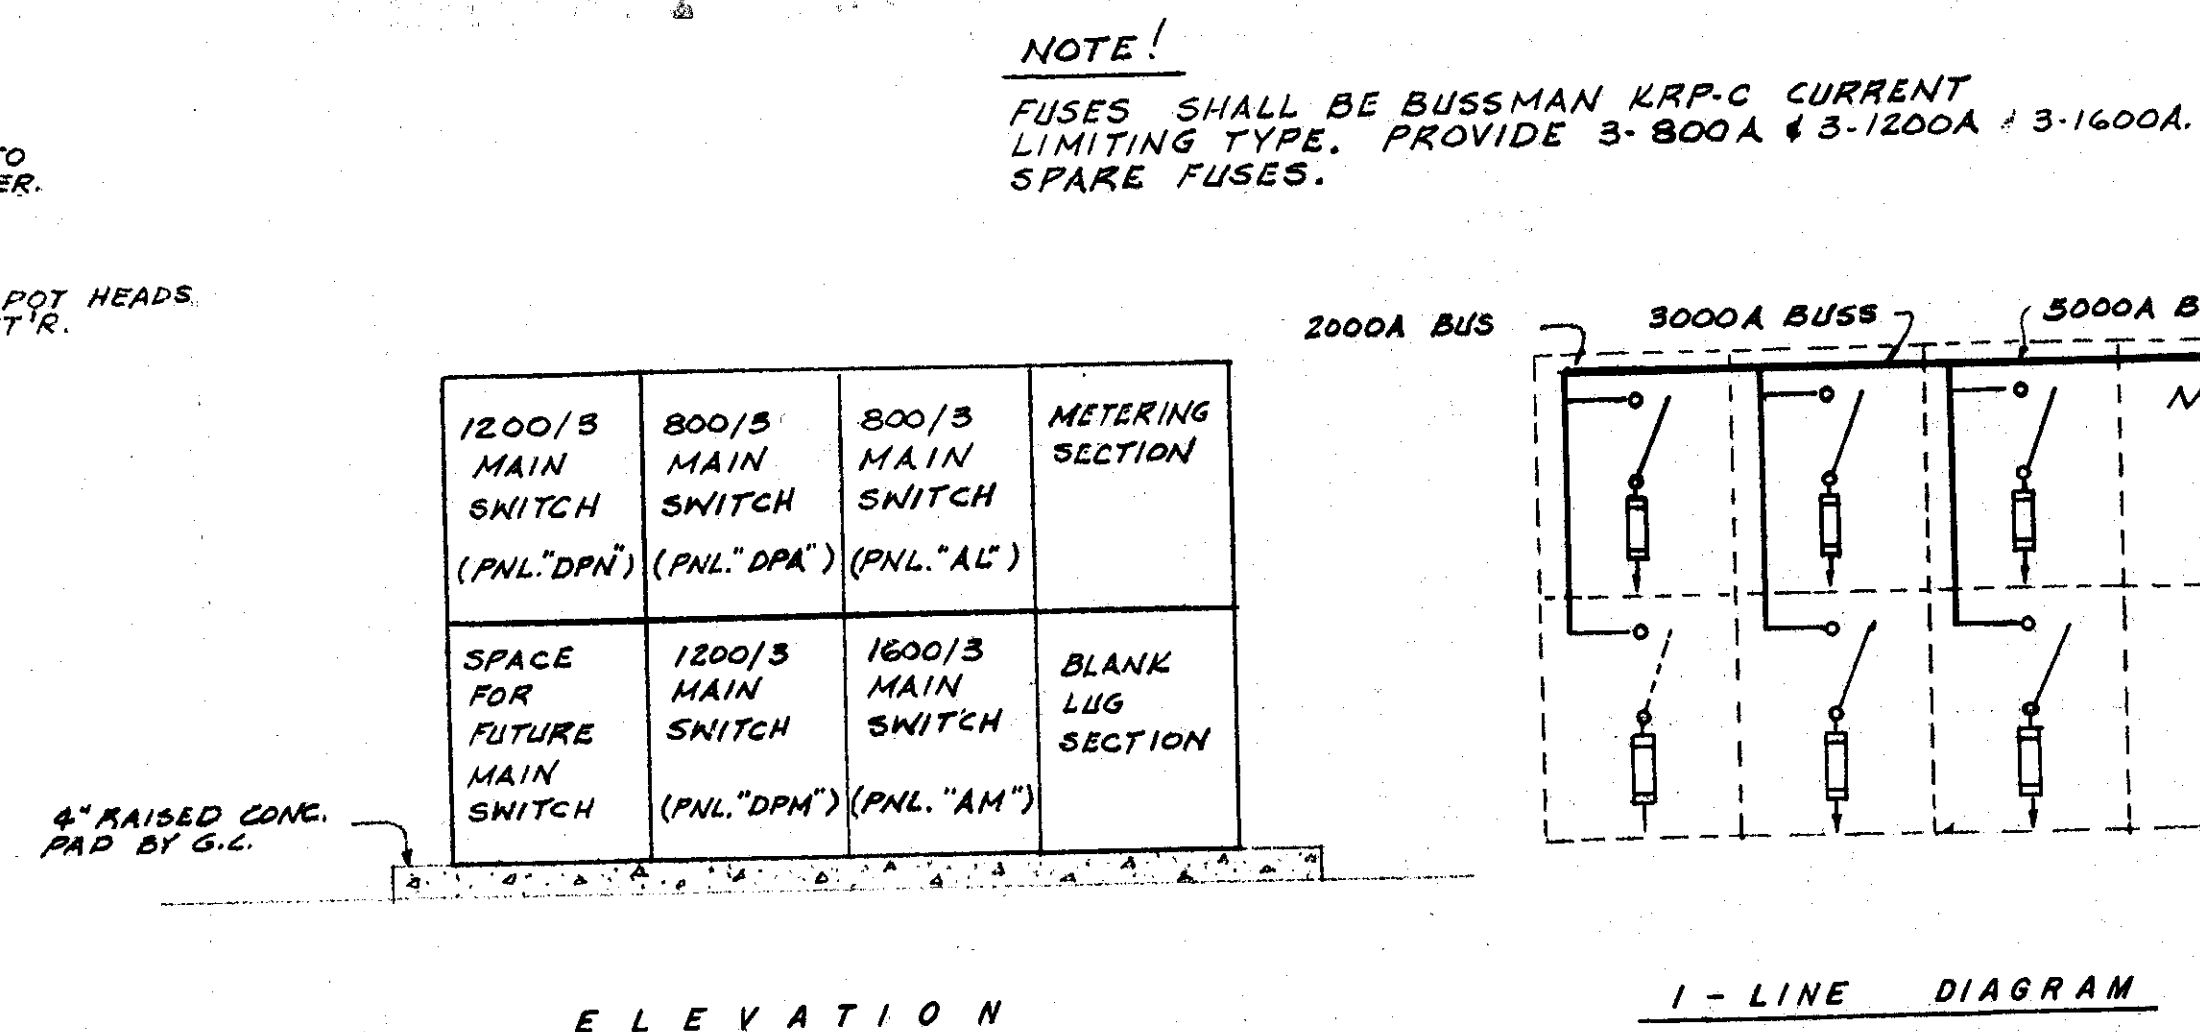 NOTE!
FUSES SHALL BE BUSSMAN KRP-C CURRENT
LIMITING TYPE. PROVIDE 3-800A & 3-1200A & 3-1600A.
SPARE FUSES.
TO
ER.
POT HEADS
T'R.
2000A BUS
3000A BUSS
5000A B
1200/3
MAIN
SWITCH
(PNL."DPN")
800/3
MAIN
SWITCH
(PNL."DPA")
800/3
MAIN
SWITCH
(PNL."AL")
METERING
SECTION
SPACE
FOR
FUTURE
MAIN
SWITCH
1200/3
MAIN
SWITCH
(PNL."DPM")
1600/3
MAIN
SWITCH
(PNL."AM")
BLANK
LUG
SECTION
4" RAISED CONC.
PAD BY G.C.
ELEVATION
1-LINE DIAGRAM